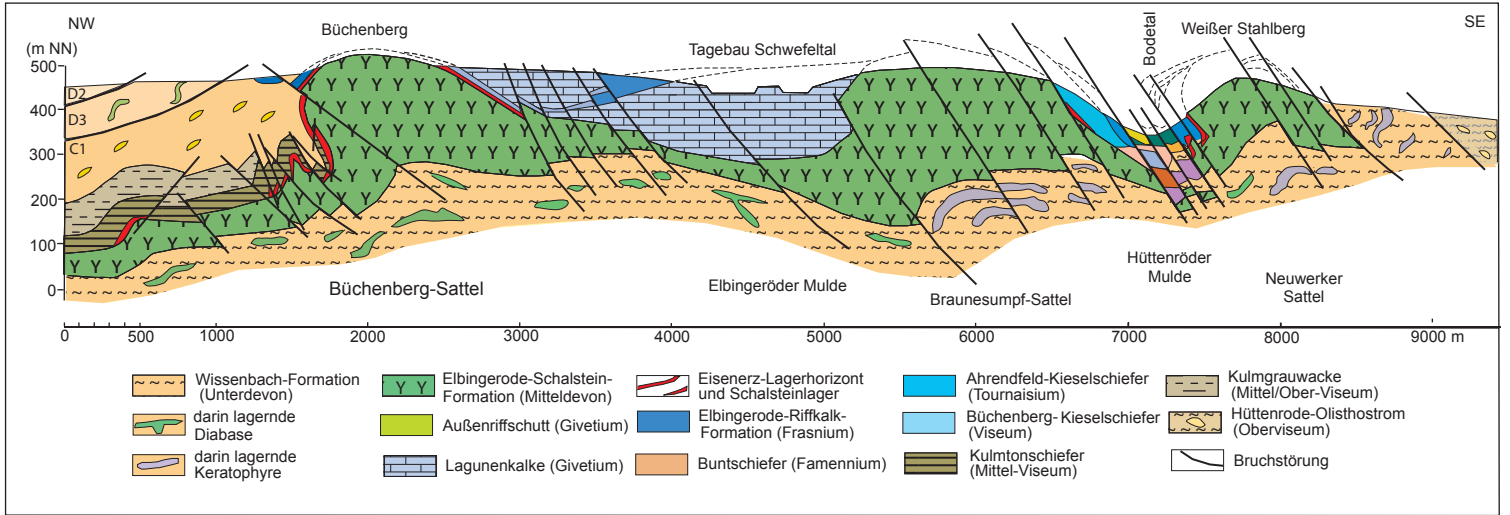 NW
SE
(m NN)
Büchenberg
Tagebau Schwefeltal
Bodetal
Weißer Stahlberg
500
400
300
200
100
0
D2
D3
C1
Büchenberg-Sattel
Elbingeröder Mulde
Braunesumpf-Sattel
Hüttenröder
Mulde
Neuwerker
Sattel
0 500 1000 2000 3000 4000 5000 6000 7000 8000 9000 m
Wissenbach-Formation
(Unterdevon)
darin lagernde
Diabase
darin lagernde
Keratophyre
Elbingerode-Schalstein-
Formation (Mitteldevon)
Außenriffschutt (Givetium)
Lagunenkalke (Givetium)
Eisenerz-Lagerhorizont
und Schalsteinlager
Elbingerode-Riffkalk-
Formation (Frasnium)
Buntschiefer (Famennium)
Ahrendfeld-Kieselschiefer
(Tournaisium)
Büchenberg-Kieselschiefer
(Viseum)
Kulmtonschiefer
(Mittel-Viseum)
Kulmgrauwacke
(Mittel/Ober-Viseum)
Hüttenrode-Olisthostrom
(Oberviseum)
Bruchstörung